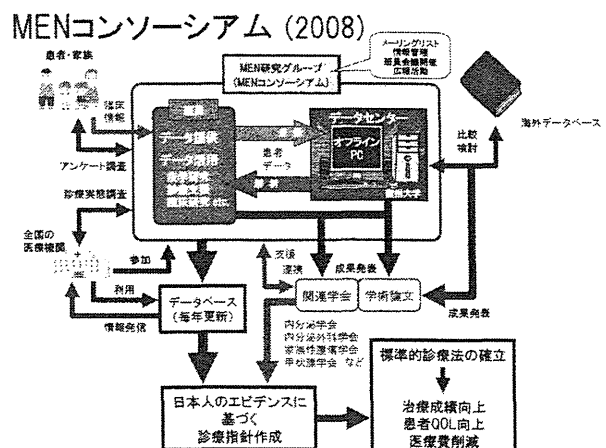 MENコンソーシアム (2008)
患者・家族
MEN研究グループ
(MENコンソーシアム)
メーリングリスト
情報管理
班員会議開催
広報活動
臨床
情報
データ提供
データ利用
患者
データ
データセンター
オフライン
PC
海外データベース
比較
検討
アンケート調査
診療実態調査
全国の
医療機関
参加
利用
情報発信
データベース
(毎年更新)
支援
連携
成果発表
関連学会
学術論文
成果発表
内分泌学会
内分泌外科学会
家族性腫瘍学会
甲状腺学会 など
日本人のエビデンスに
基づく
診療指針作成
標準的診療法の確立
治療成績向上
患者QOL向上
医療費削減